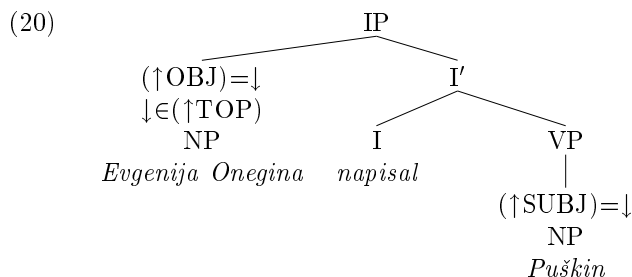 (20) IP
(↑OBJ)=↓ I′
↓∈(↑TOP)
NP I VP
Evgenija Onegina napisal
(↑SUBJ)=↓
NP
Puškin